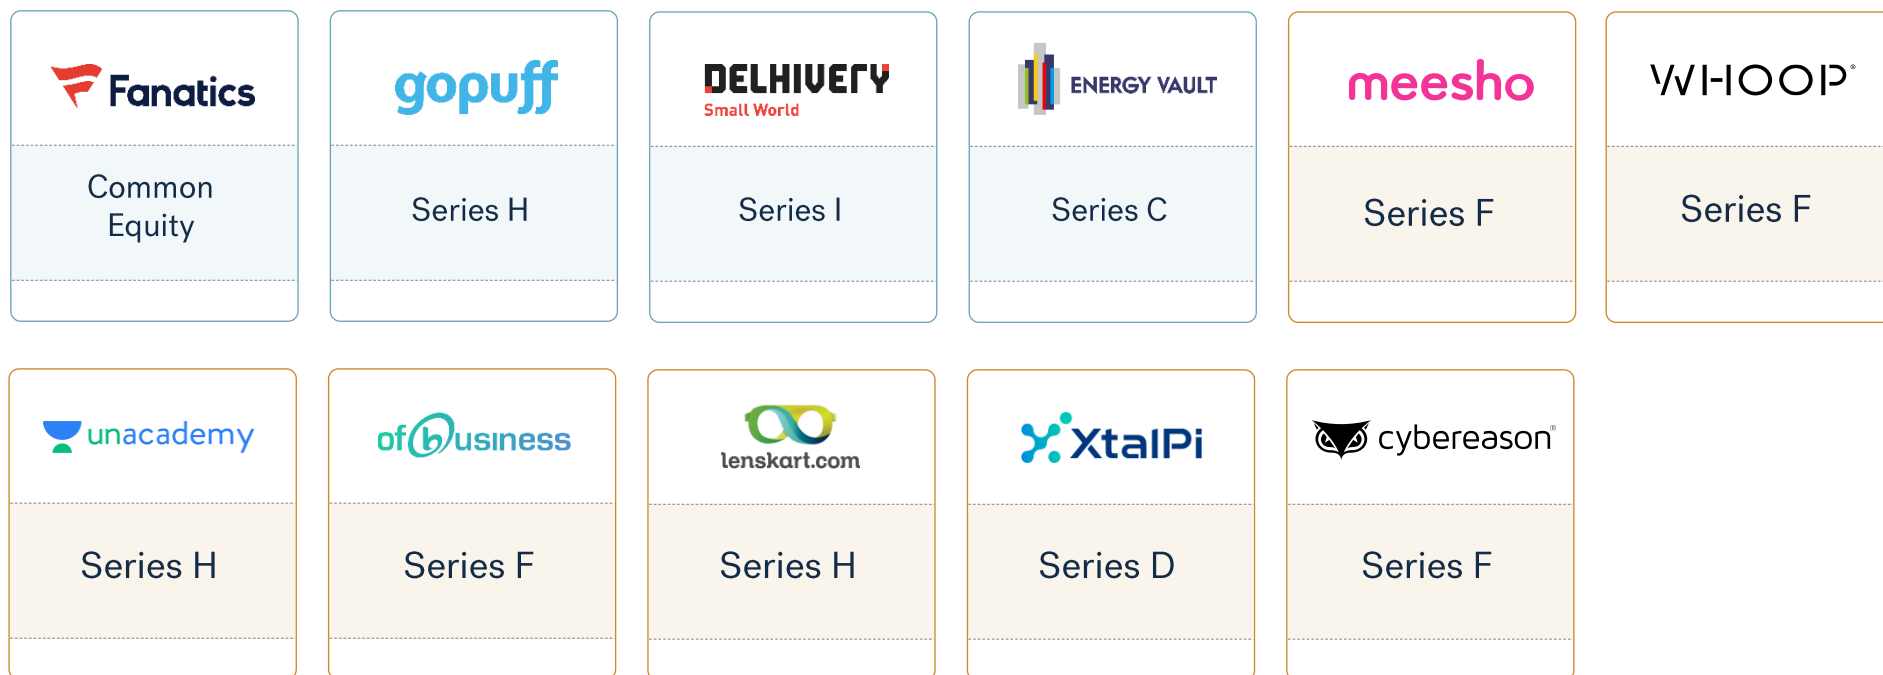 Fanatics
Common
Equity
gopuff
Series H
DELHIVERY
Small World
Series I
ENERGY VAULT
Series C
meesho
Series F
WHOOP®
Series F
unacademy
Series H
ofbusiness
Series F
lenskart.com
Series H
XtalPi
Series D
cybereason®
Series F